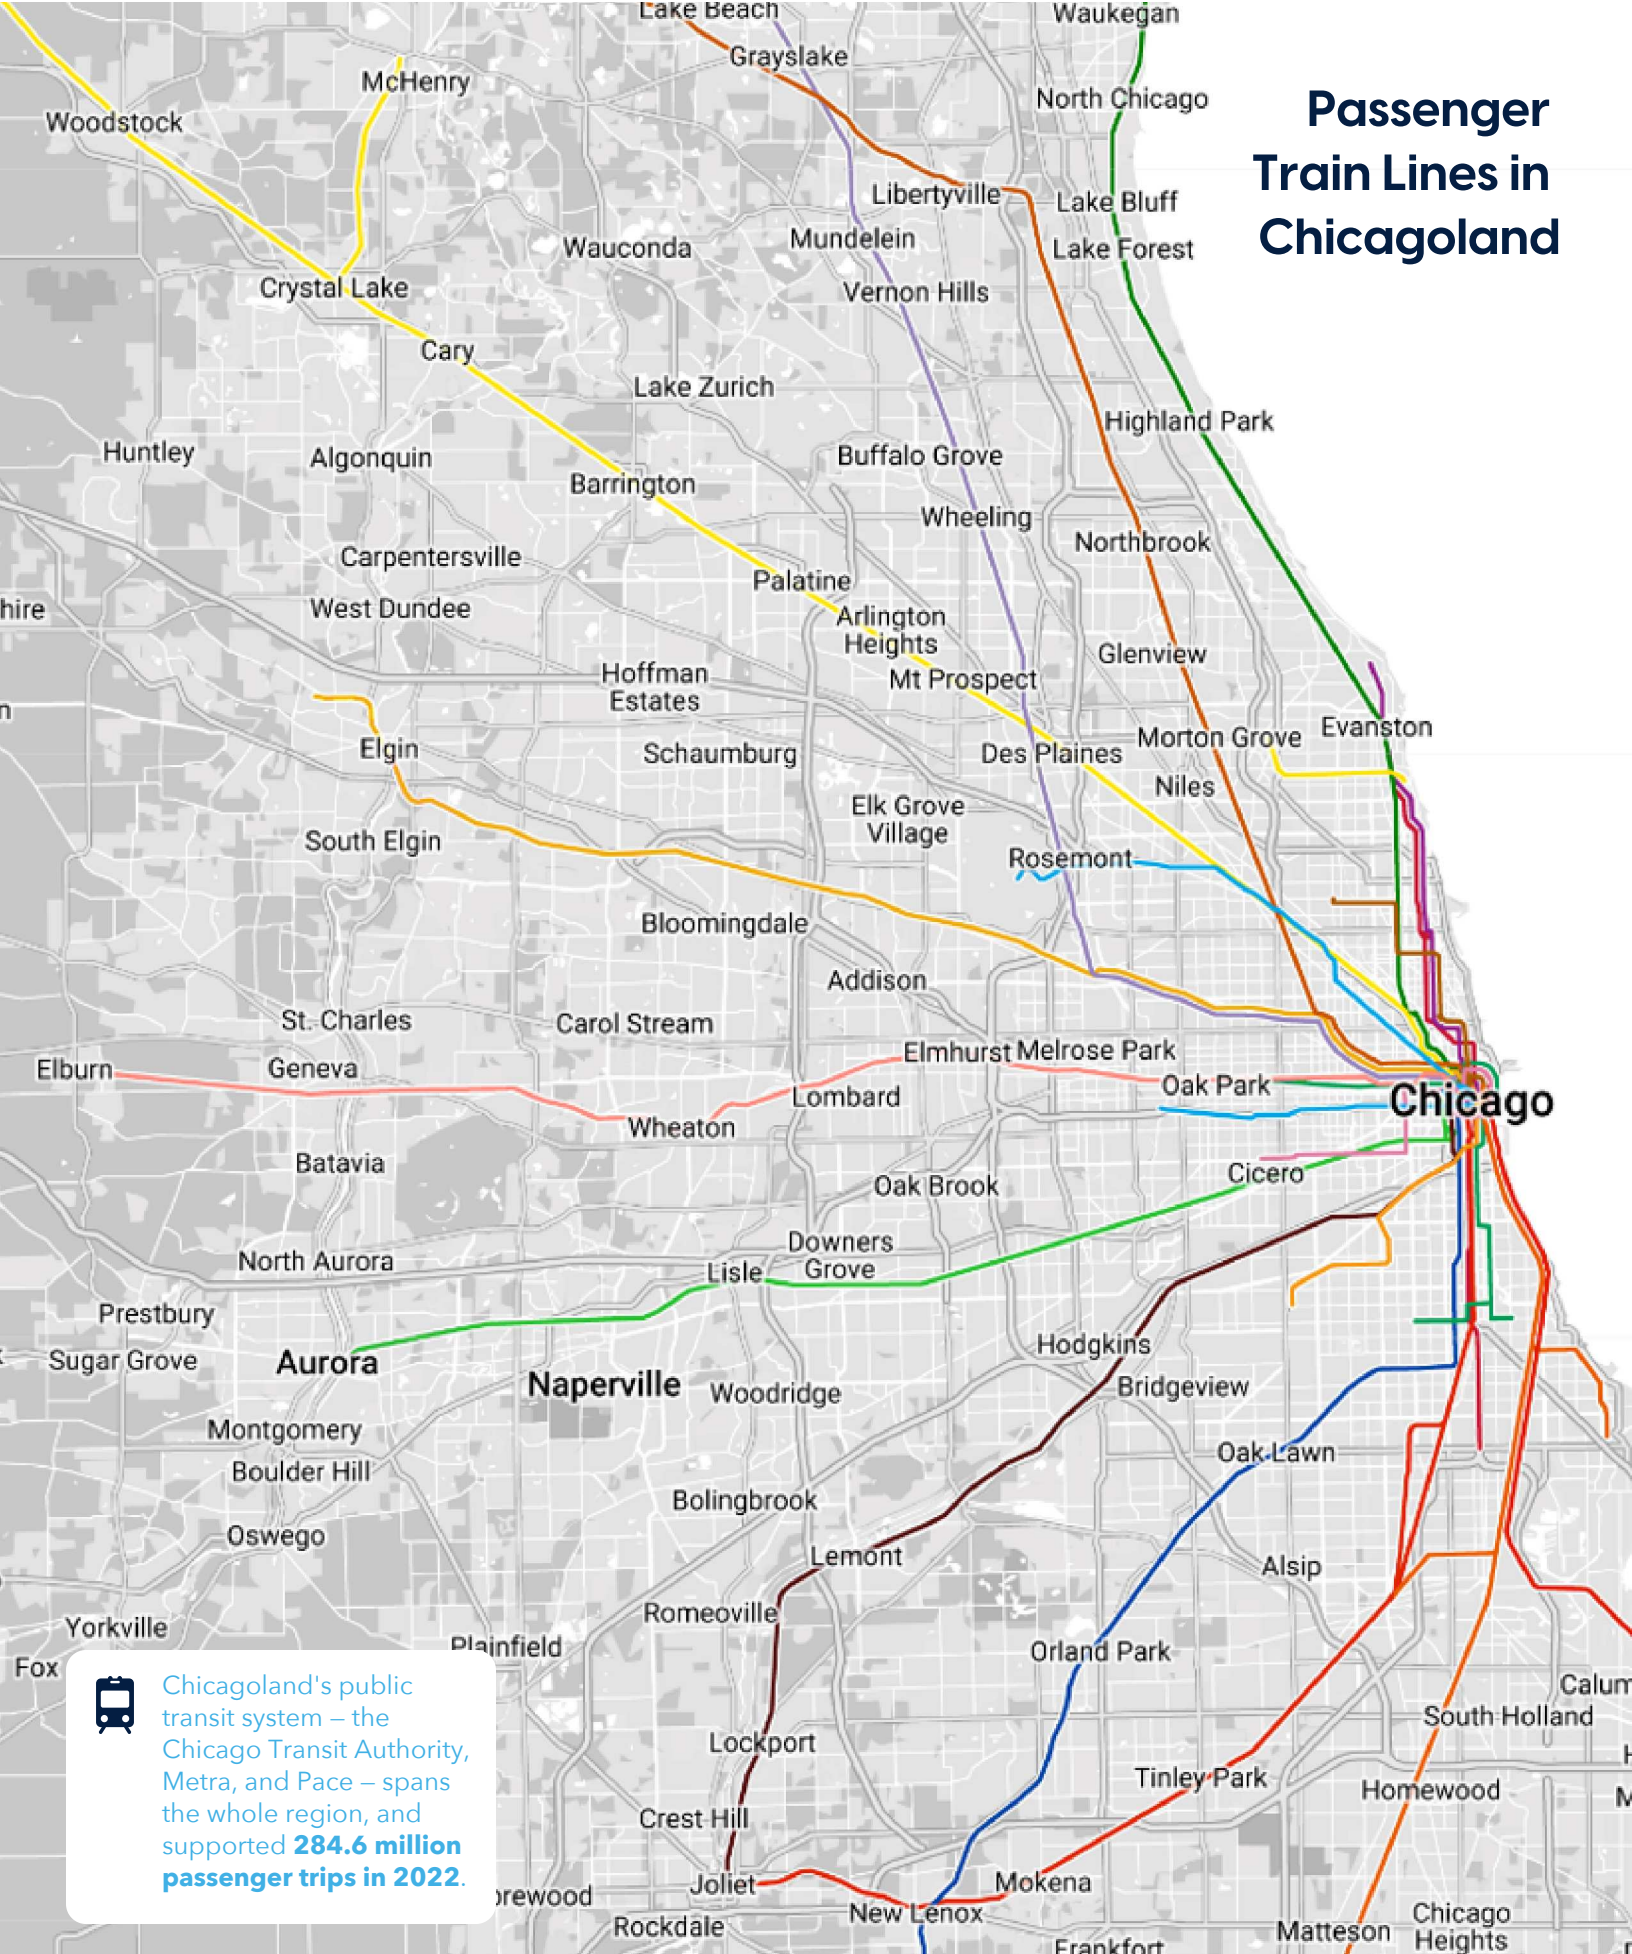 Lake Beach
Waukegan
Grayslake
McHenry
North Chicago
Passenger
Train Lines in
Chicagoland
Woodstock
Libertyville
Lake Bluff
Mundelein
Wauconda
Lake Forest
Crystal Lake
Vernon Hills
Cary
Lake Zurich
Highland Park
Huntley
Algonquin
Buffalo Grove
Barrington
Wheeling
Northbrook
Carpentersville
Palatine
hire
West Dundee
Arlington
Heights
Glenview
Hoffman
Estates
Mt Prospect
n
Evanston
Morton Grove
Elgin
Schaumburg
Des Plaines
Niles
Elk Grove
Village
South Elgin
Rosemont
Bloomingdale
Addison
St. Charles
Carol Stream
Elburn
Geneva
Elmhurst
Melrose Park
Oak Park
Lombard
Chicago
Wheaton
Batavia
Cicero
Oak Brook
North Aurora
Downers
Grove
Lisle
Prestbury
Hodgkins
Sugar Grove
Aurora
Naperville
Woodridge
Bridgeview
Montgomery
Oak Lawn
Boulder Hill
Bolingbrook
Oswego
Lemont
Alsip
Romeoville
Yorkville
Plainfield
Orland Park
Fox
Calum
South Holland
Chicagoland's public
transit system – the
Chicago Transit Authority,
Metra, and Pace – spans
the whole region, and
supported 284.6 million
passenger trips in 2022.
Lockport
Tinley Park
Homewood
M
Crest Hill
Joliet
Mokena
orewood
New Lenox
Rockdale
Matteson
Chicago
Heights
Frankfort